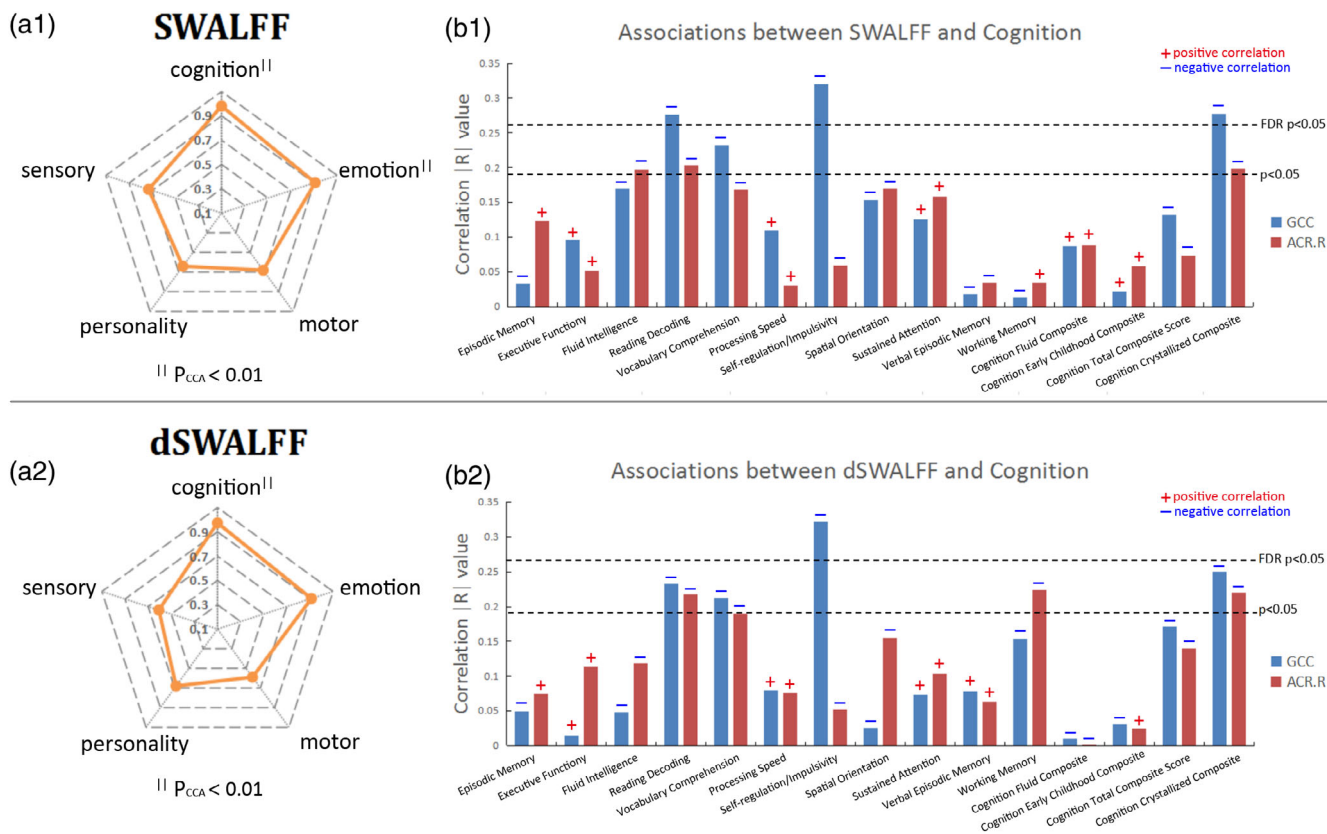 (a1)
SWALFF
cognition||
0.9
0.7
0.5
0.3
0.1
sensory
emotion||
personality
motor
|| PCCA < 0.01
(b1)
Associations between SWALFF and Cognition
+ positive correlation
− negative correlation
Correlation |R| value
0.35
0.3
0.25
0.2
0.15
0.1
0.05
0
FDR p<0.05
p<0.05
GCC
ACR.R
Episodic Memory
Executive Functiony
Fluid Intelligence
Reading Decoding
Vocabulary Comprehension
Processing Speed
Self-regulation/Impulsivity
Spatial Orientation
Sustained Attention
Verbal Episodic Memory
Working Memory
Cognition Fluid Composite
Cognition Early Childhood Composite
Cognition Total Composite Score
Cognition Crystallized Composite
(a2)
dSWALFF
cognition||
0.9
0.7
0.5
0.3
0.1
sensory
emotion
personality
motor
|| PCCA < 0.01
(b2)
Associations between dSWALFF and Cognition
+ positive correlation
− negative correlation
Correlation |R| value
0.35
0.3
0.25
0.2
0.15
0.1
0.05
0
FDR p<0.05
p<0.05
GCC
ACR.R
Episodic Memory
Executive Functiony
Fluid Intelligence
Reading Decoding
Vocabulary Comprehension
Processing Speed
Self-regulation/Impulsivity
Spatial Orientation
Sustained Attention
Verbal Episodic Memory
Working Memory
Cognition Fluid Composite
Cognition Early Childhood Composite
Cognition Total Composite Score
Cognition Crystallized Composite